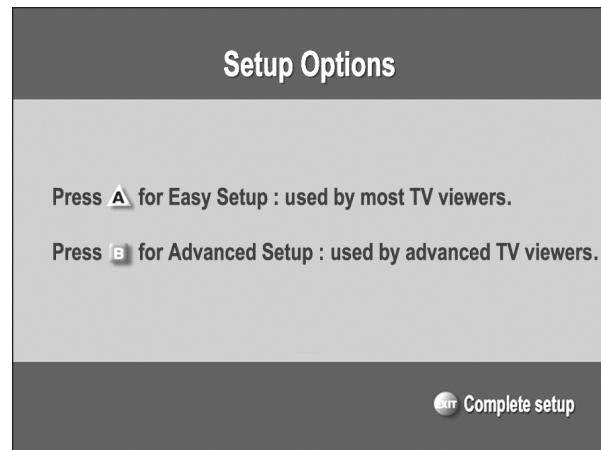 Setup Options
Press A for Easy Setup : used by most TV viewers.
Press B for Advanced Setup : used by advanced TV viewers.
EXIT Complete setup